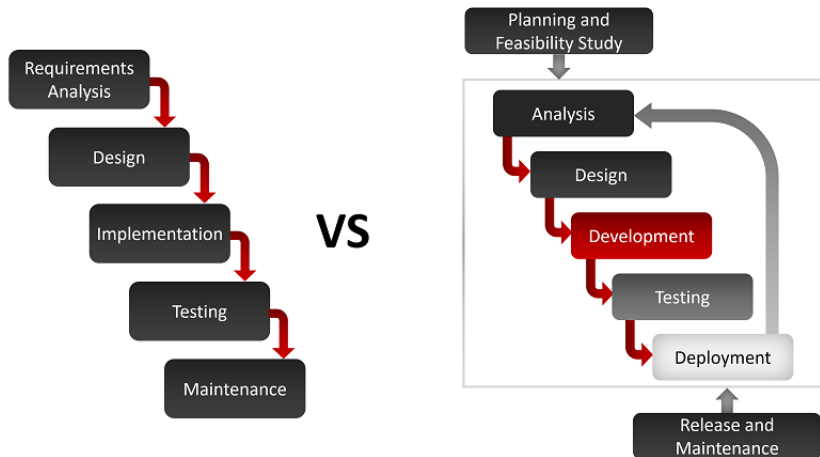 Requirements
Analysis
Design
Implementation
Testing
Maintenance
VS
Planning and
Feasibility Study
Analysis
Design
Development
Testing
Deployment
Release and
Maintenance